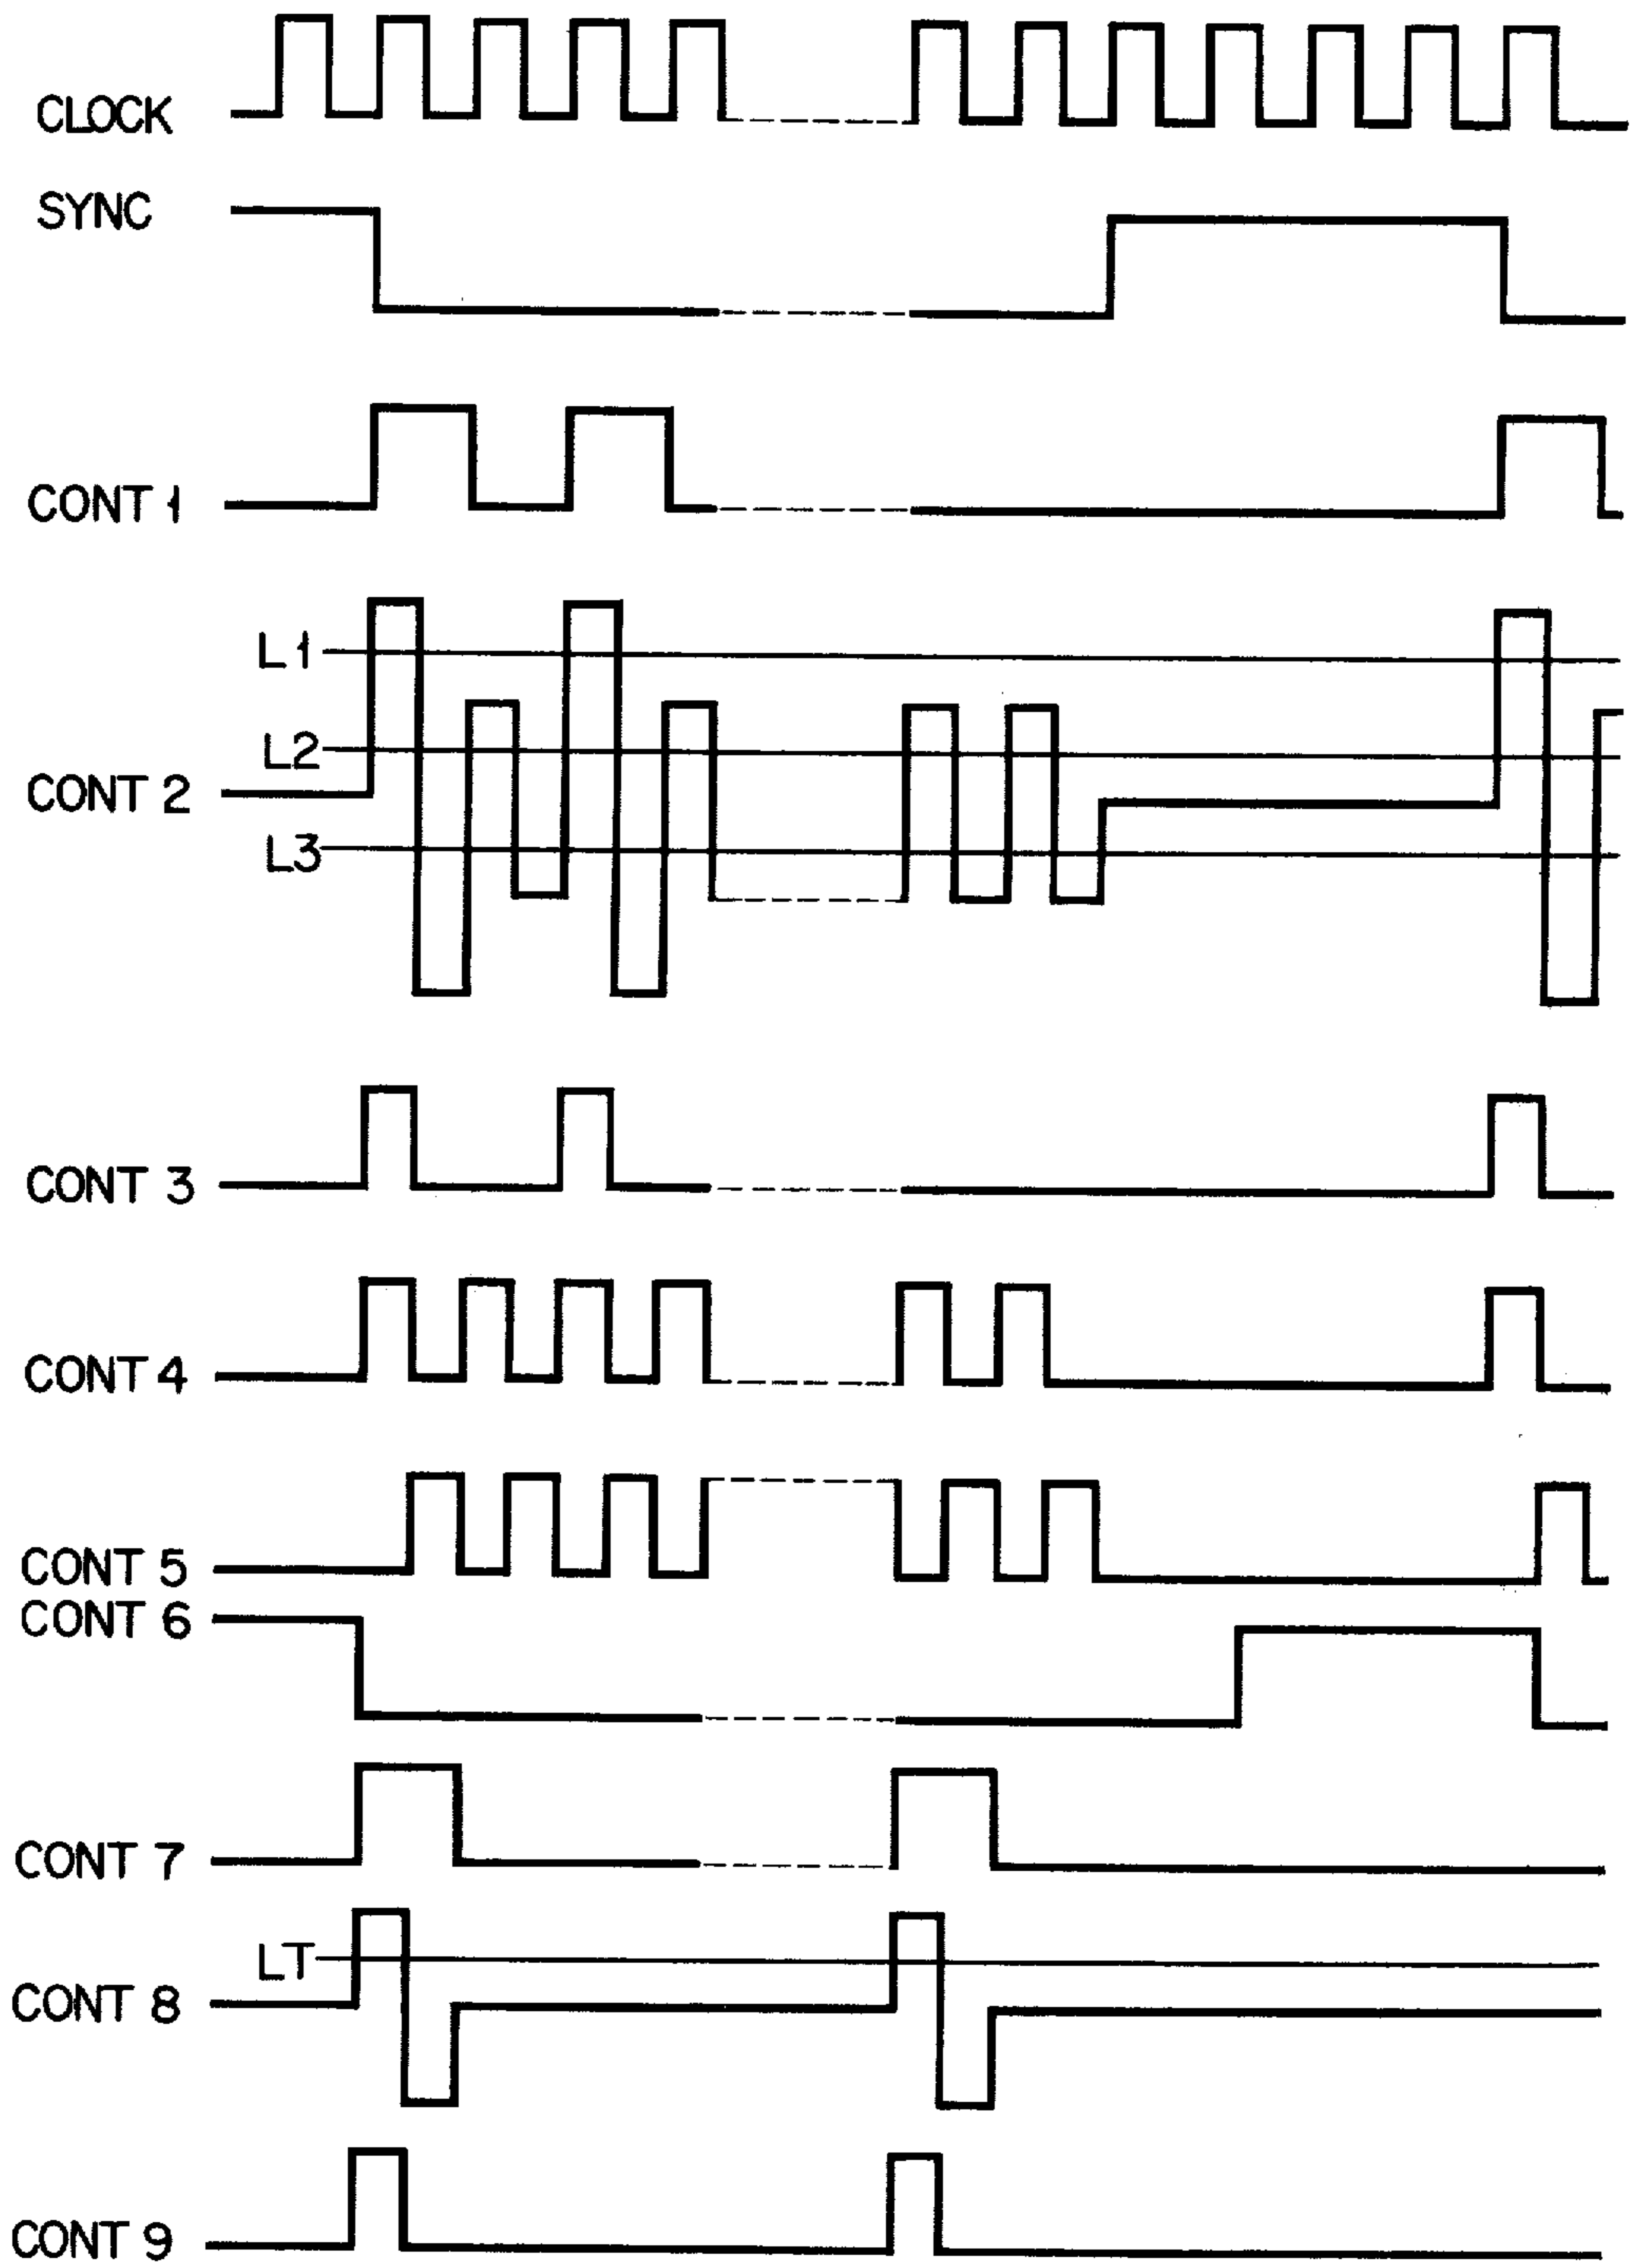 CLOCK
SYNC
CONT 1
L1
L2
CONT 2
L3
CONT 3
CONT 4
CONT 5
CONT 6
CONT 7
LT
CONT 8
CONT 9